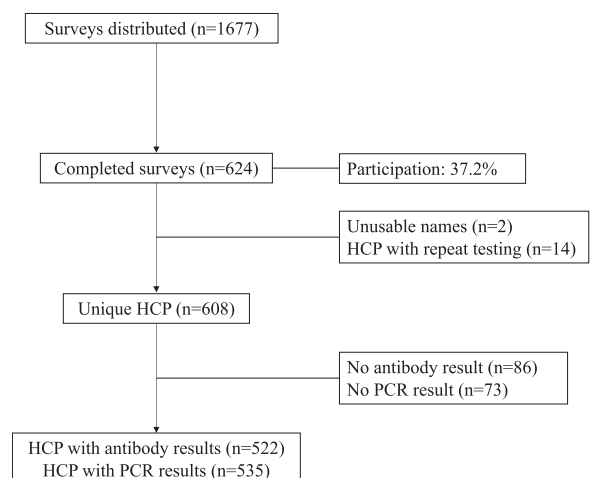 Surveys distributed (n=1677)
Completed surveys (n=624)
Participation: 37.2%
Unusable names (n=2)
HCP with repeat testing (n=14)
Unique HCP (n=608)
No antibody result (n=86)
No PCR result (n=73)
HCP with antibody results (n=522)
HCP with PCR results (n=535)